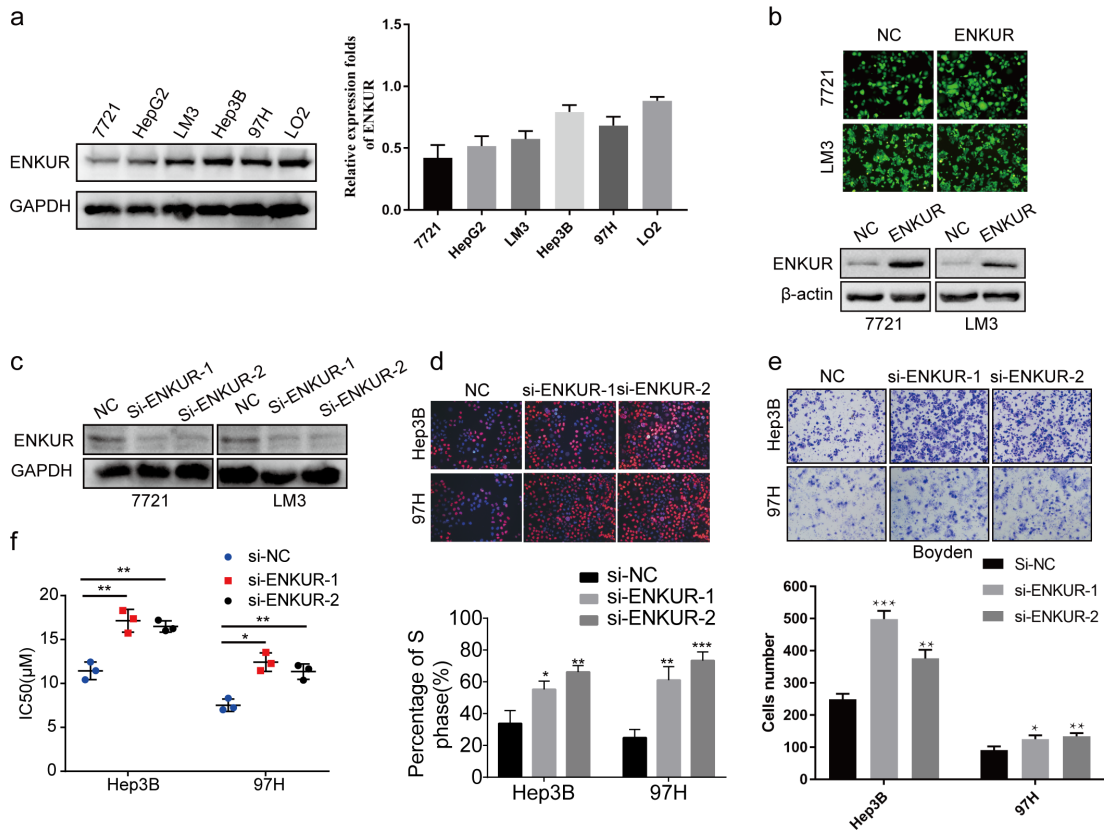 a
7721 HepG2 LM3 Hep3B 97H LO2
ENKUR
GAPDH
Relative expression folds
of ENKUR
1.5
1.0
0.5
0.0
7721 HepG2 LM3 Hep3B 97H LO2
b
NC ENKUR
7721
LM3
NC ENKUR NC ENKUR
ENKUR
β-actin
7721 LM3
c
NC Si-ENKUR-1 Si-ENKUR-2 NC Si-ENKUR-1 Si-ENKUR-2
ENKUR
GAPDH
7721 LM3
d
NC si-ENKUR-1 si-ENKUR-2
Hep3B
97H
si-NC
si-ENKUR-1
si-ENKUR-2
Percentage of S
phase(%)
100
80
60
40
20
0
* ** ** ***
Hep3B 97H
e
NC si-ENKUR-1 si-ENKUR-2
Hep3B
97H
Boyden
Si-NC
si-ENKUR-1
si-ENKUR-2
Cells number
600
500
400
300
200
100
0
*** ** * **
Hep3B 97H
f
si-NC
si-ENKUR-1
si-ENKUR-2
IC50(μM)
20
15
10
5
0
**
**
**
*
Hep3B 97H